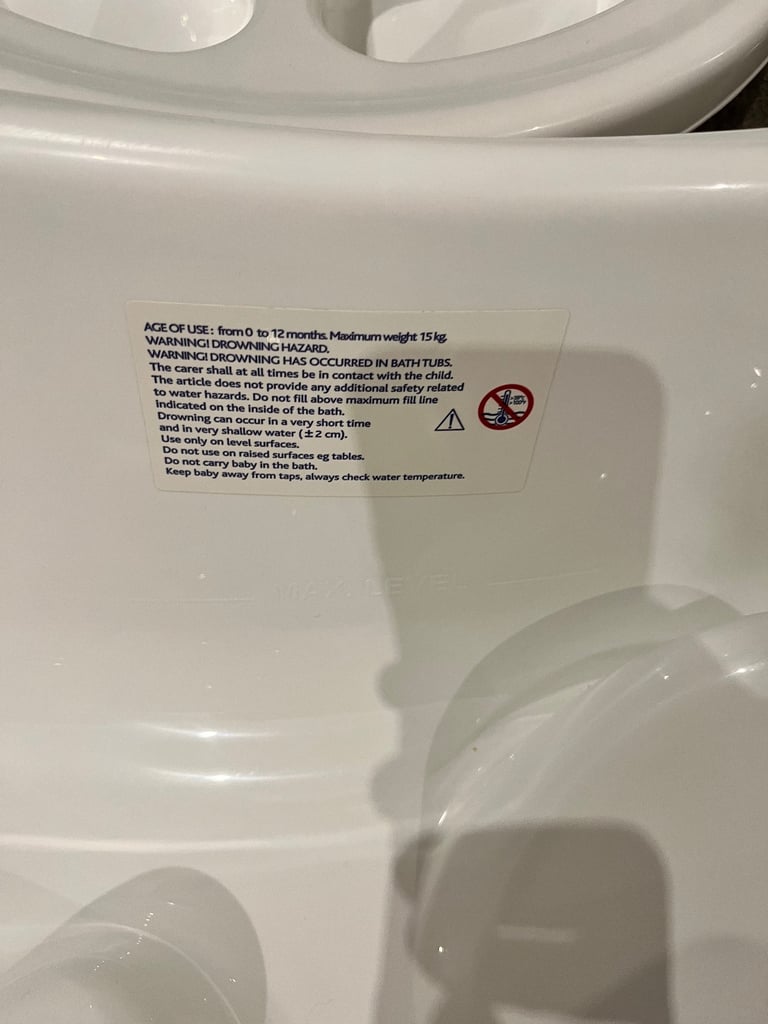 AGE OF USE: from 0 to 12 months. Maximum weight 15 kg.
WARNING! DROWNING HAZARD.
WARNING! DROWNING HAS OCCURRED IN BATH TUBS.
The carer shall at all times be in contact with the child.
The article does not provide any additional safety related
to water hazards. Do not fill above maximum fill line
indicated on the inside of the bath.
Drowning can occur in a very short time
and in very shallow water (±2 cm).
Use only on level surfaces.
Do not use on raised surfaces eg tables.
Do not carry baby in the bath.
Keep baby away from taps, always check water temperature.
MAX. LEVEL